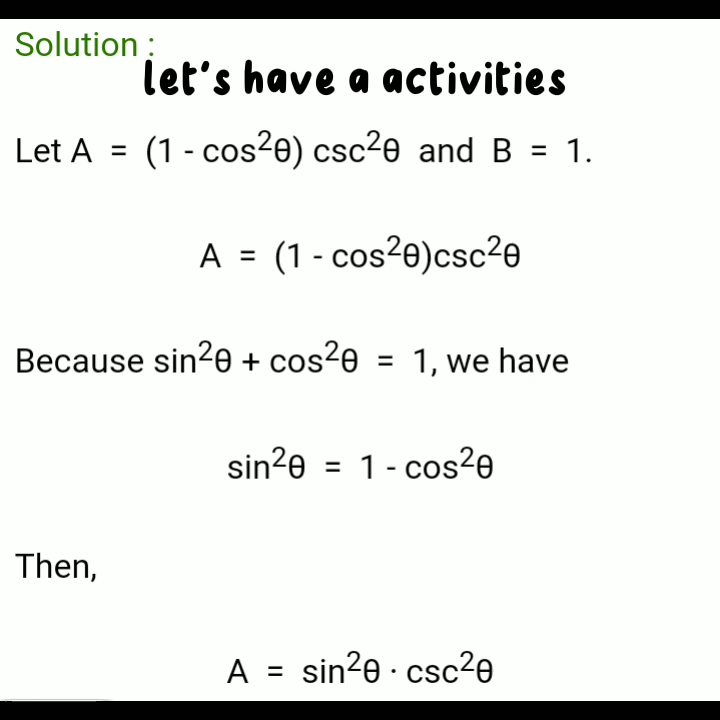 Solution :
let's have a activities
Let A = (1 - cos²θ) csc²θ and B = 1.
A = (1 - cos²θ)csc²θ
Because sin²θ + cos²θ = 1, we have
sin²θ = 1 - cos²θ
Then,
A = sin²θ · csc²θ